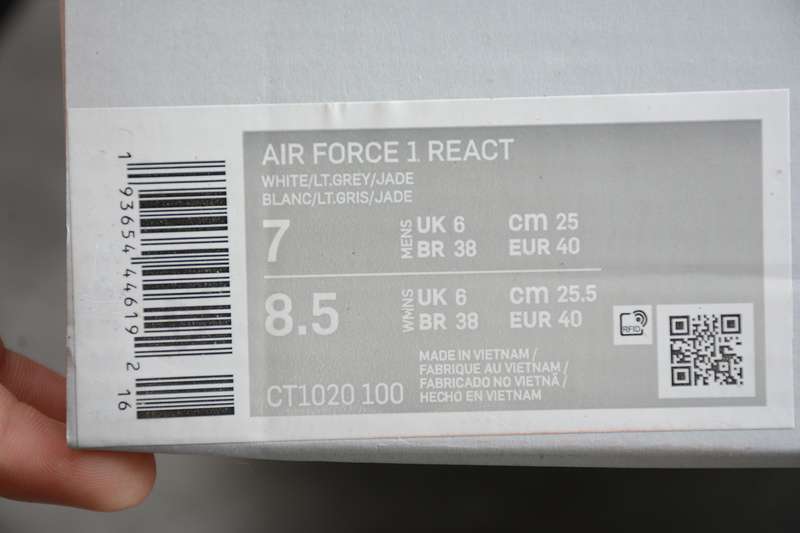 AIR FORCE 1 REACT
WHITE/LT.GREY/JADE
BLANC/LT.GRIS/JADE
7 MENS UK 6 cm 25
BR 38 EUR 40
8.5 WMNS UK 6 cm 25.5
BR 38 EUR 40
CT1020 100
MADE IN VIETNAM /
FABRIQUE AU VIETNAM /
FABRICADO NO VIETNÃ /
HECHO EN VIETNAM
RFID
1 93654 44619 2 16